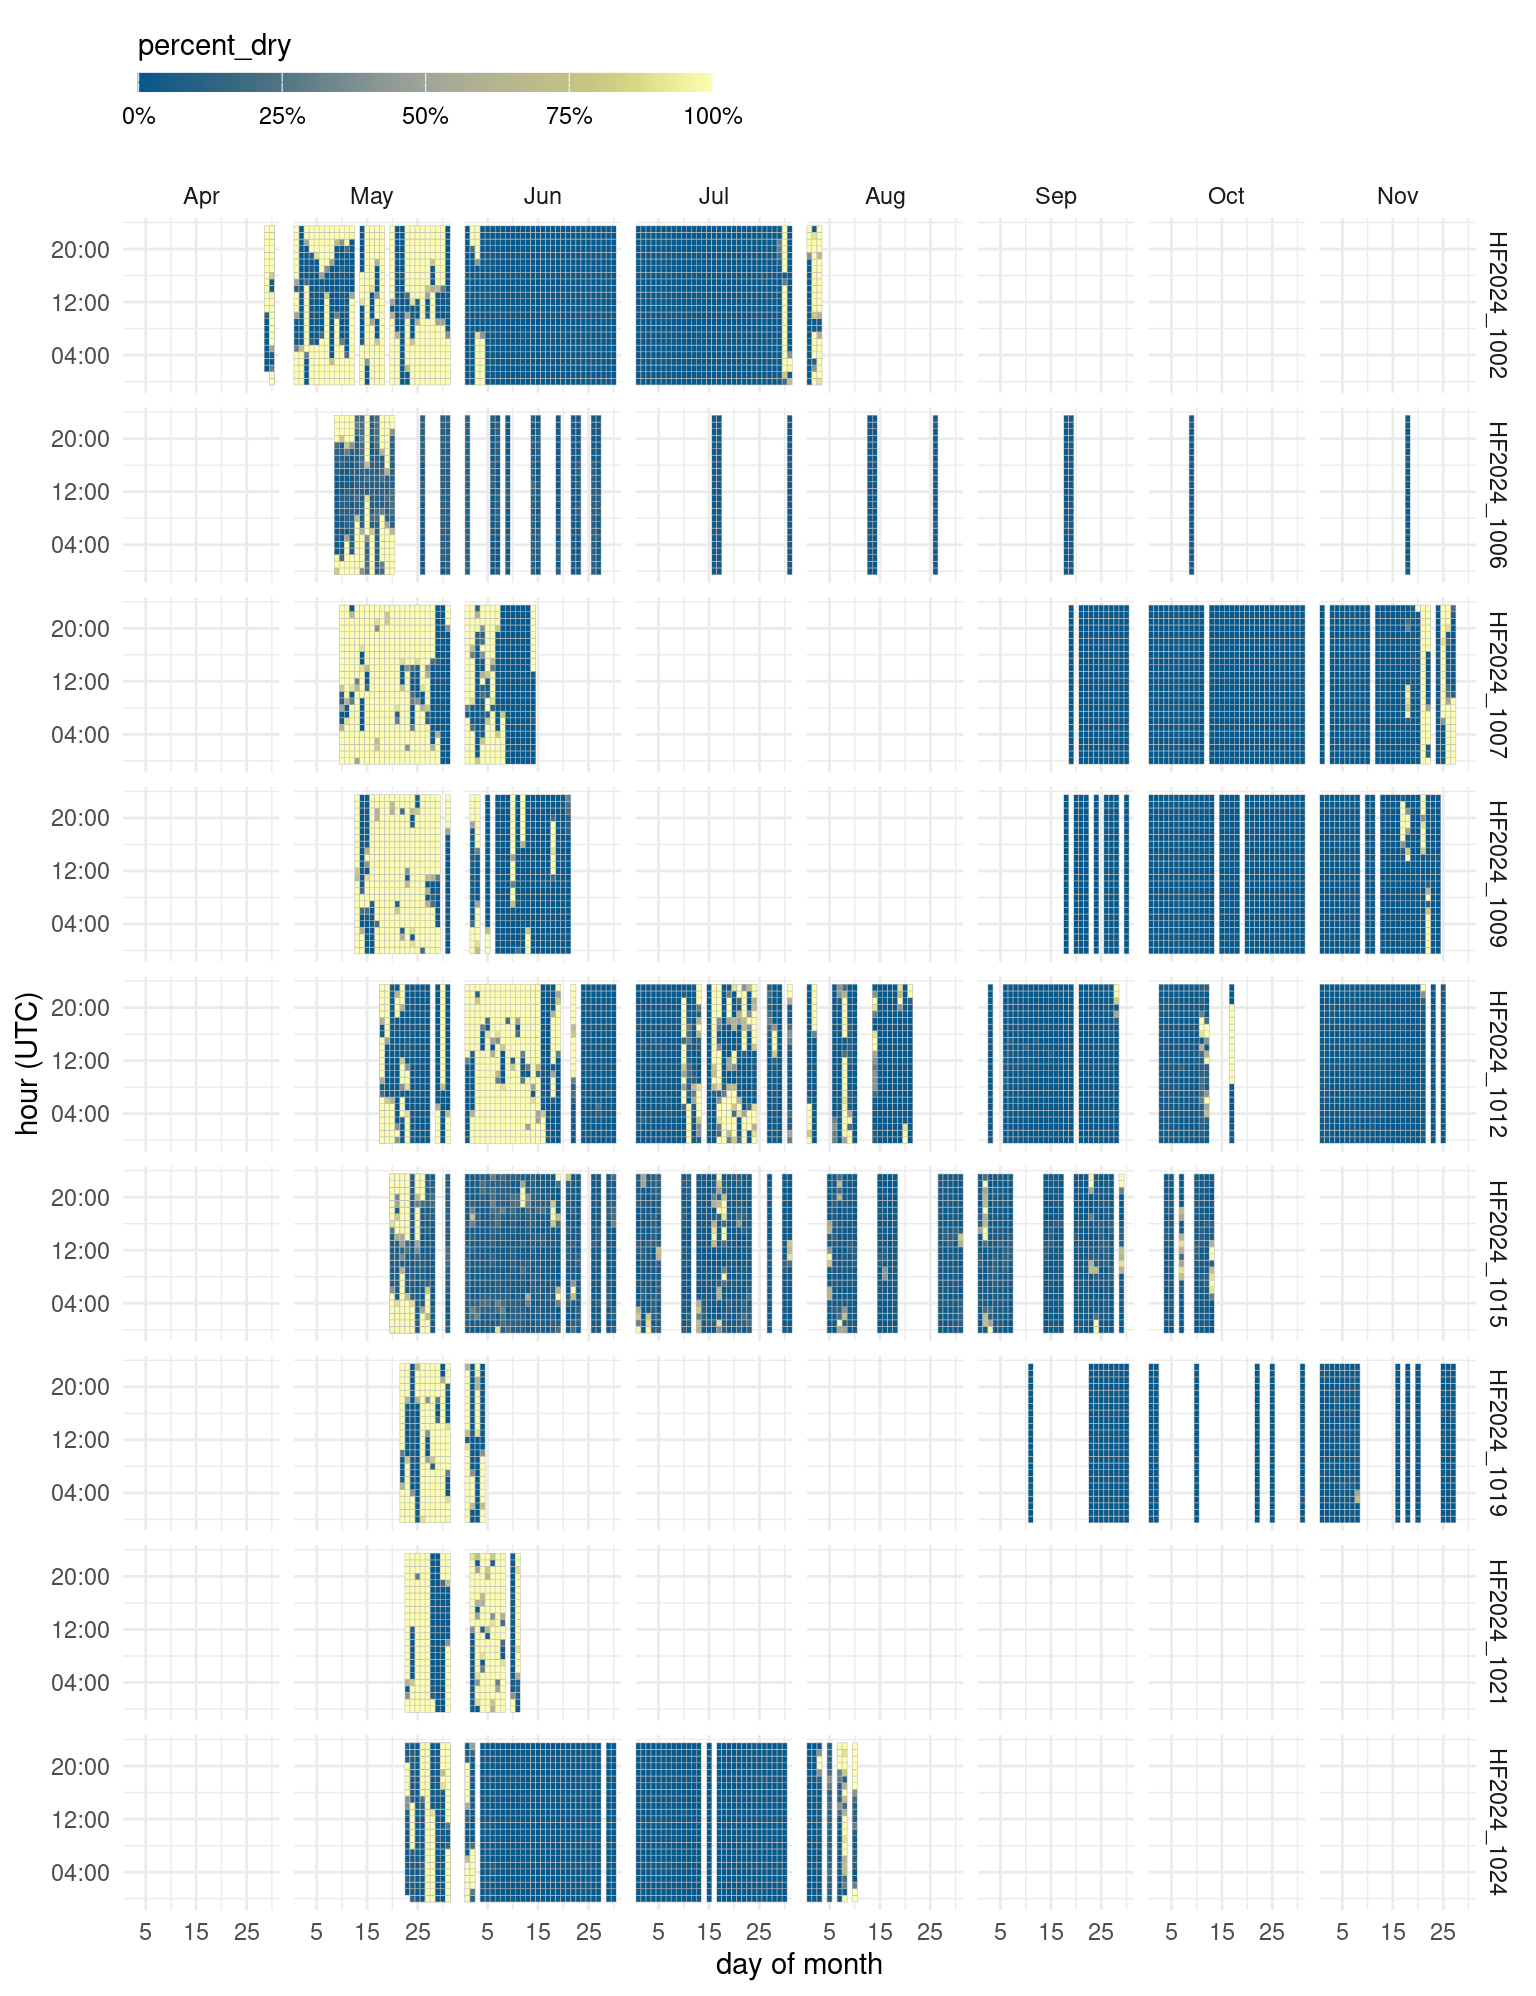 percent_dry
0% 25% 50% 75% 100%
Apr May Jun Jul Aug Sep Oct Nov
20:00
12:00
04:00
HF2024_1002
20:00
12:00
04:00
HF2024_1006
20:00
12:00
04:00
HF2024_1007
20:00
12:00
04:00
HF2024_1009
hour (UTC)
20:00
12:00
04:00
HF2024_1012
20:00
12:00
04:00
HF2024_1015
20:00
12:00
04:00
HF2024_1019
20:00
12:00
04:00
HF2024_1021
20:00
12:00
04:00
HF2024_1024
5 15 25 5 15 25 5 15 25 5 15 25 5 15 25 5 15 25 5 15 25 5 15 25
day of month